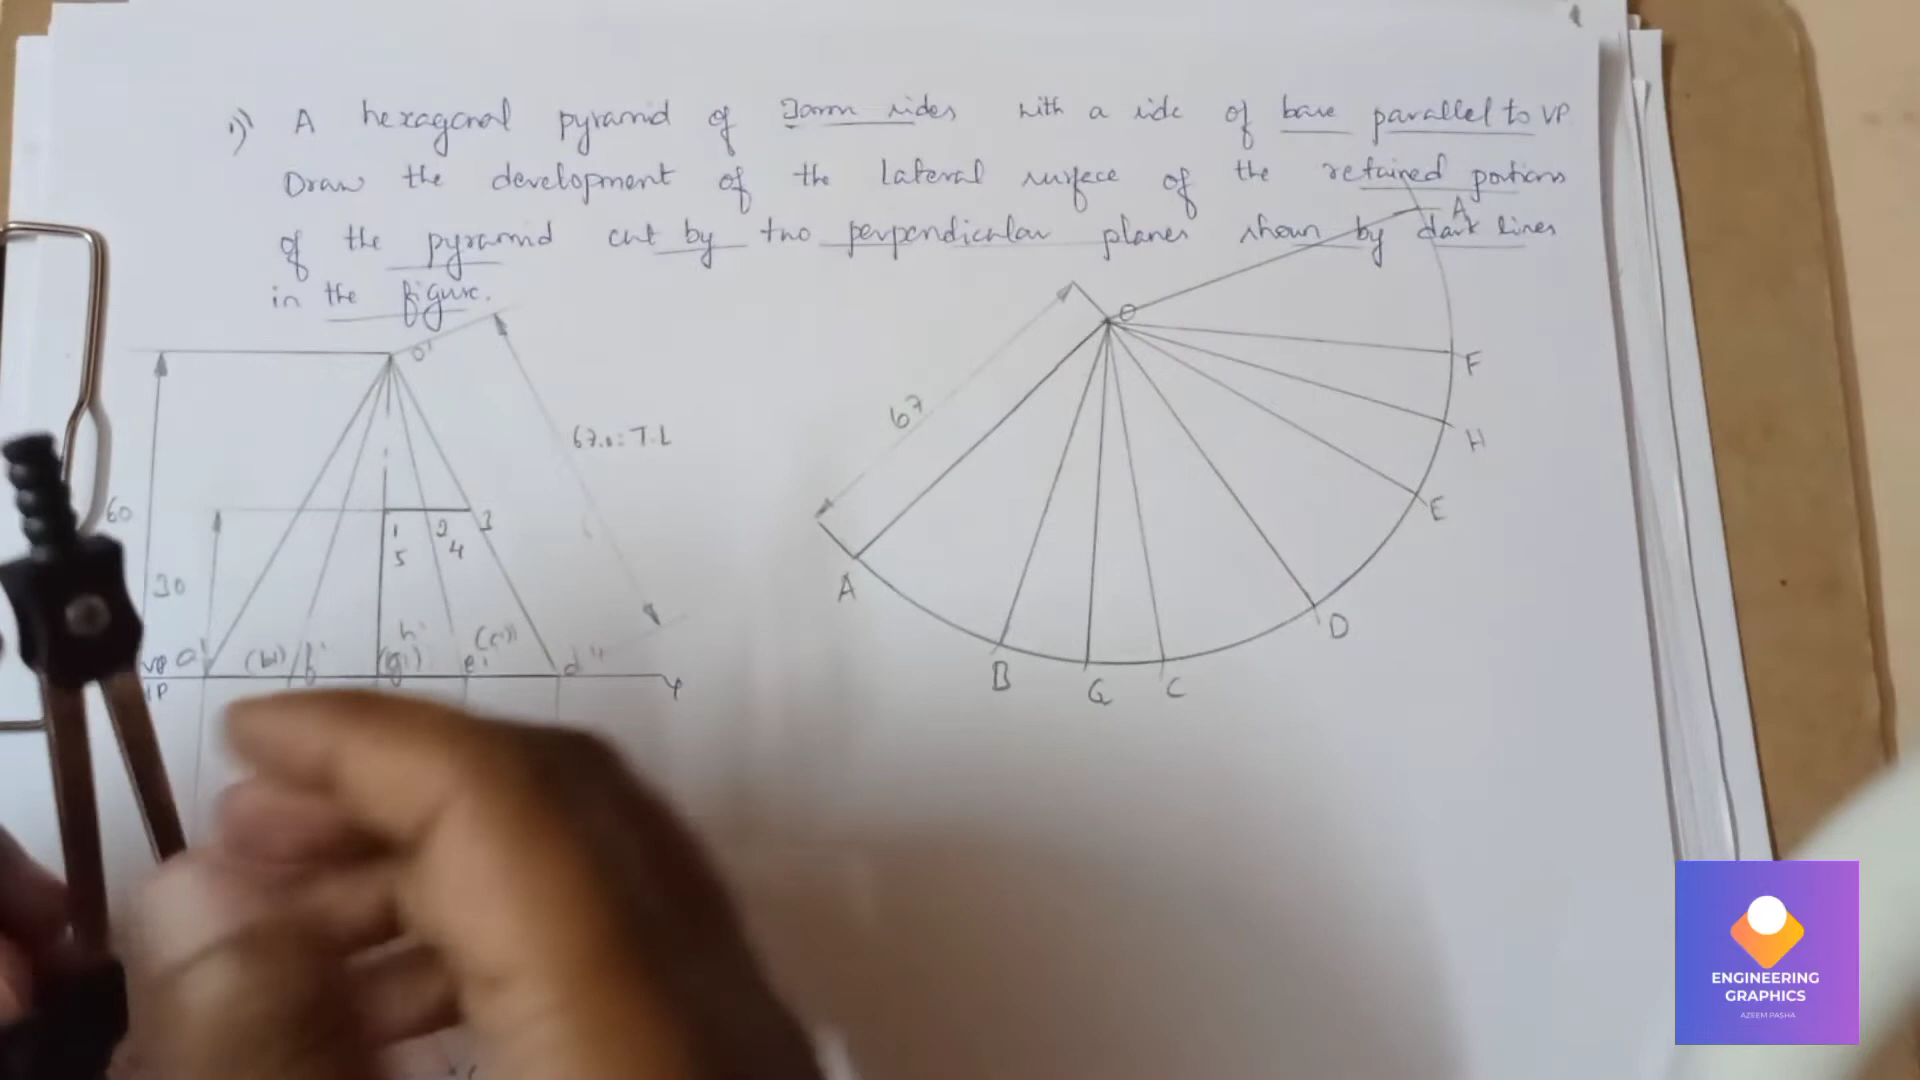 1) A hexagonal pyramid of 30mm sides with a side of base parallel to VP
Draw the development of the lateral surface of the retained portions
of the pyramid cut by two perpendicular planes shown by dark lines
in the figure.
o'
60
30
67.0 = T.L
1 2 3
5 4
h'
a' (b') f' (g') e' (c') d'
VP
HP
Y
67
O
A
F
H
E
D
A
B G C
ENGINEERING
GRAPHICS
AZEEM PASHA